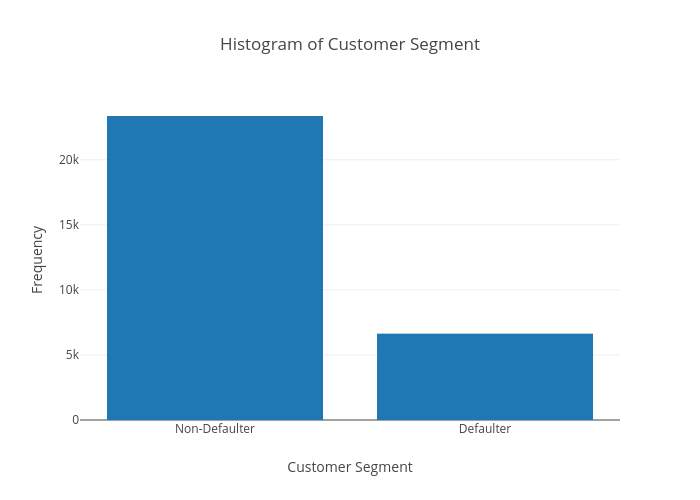 Histogram of Customer Segment
20k
15k
10k
5k
0
Frequency
Non-Defaulter
Defaulter
Customer Segment